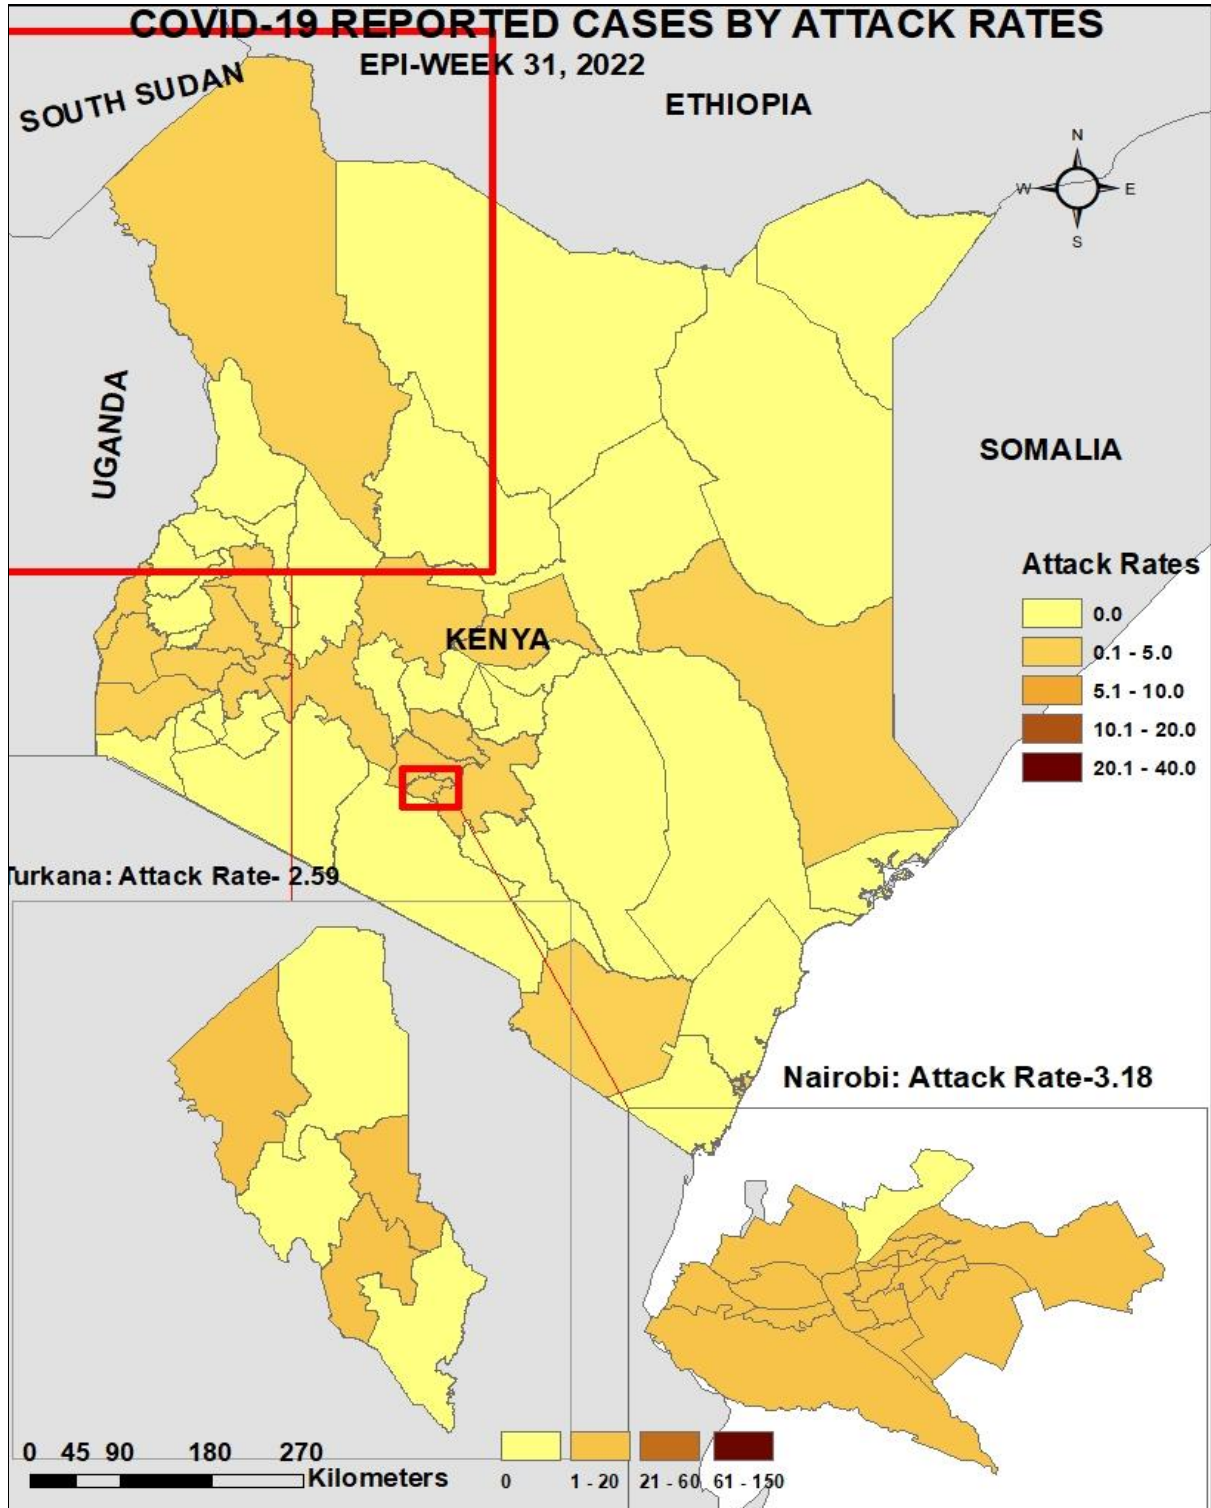 COVID-19 REPORTED CASES BY ATTACK RATES
EPI-WEEK 31, 2022
SOUTH SUDAN
ETHIOPIA
N
W E
S
UGANDA
SOMALIA
Attack Rates
0.0
0.1 - 5.0
5.1 - 10.0
10.1 - 20.0
20.1 - 40.0
KENYA
Turkana: Attack Rate- 2.59
Nairobi: Attack Rate-3.18
0 45 90 180 270
Kilometers
0 1 - 20 21 - 60 61 - 150